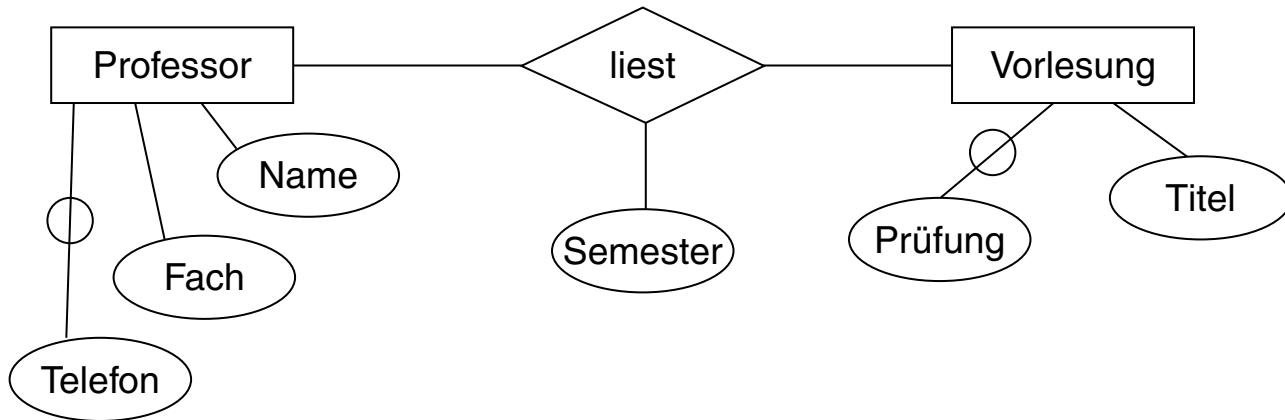 Professor
liest
Vorlesung
Name
Fach
Telefon
Semester
Prüfung
Titel